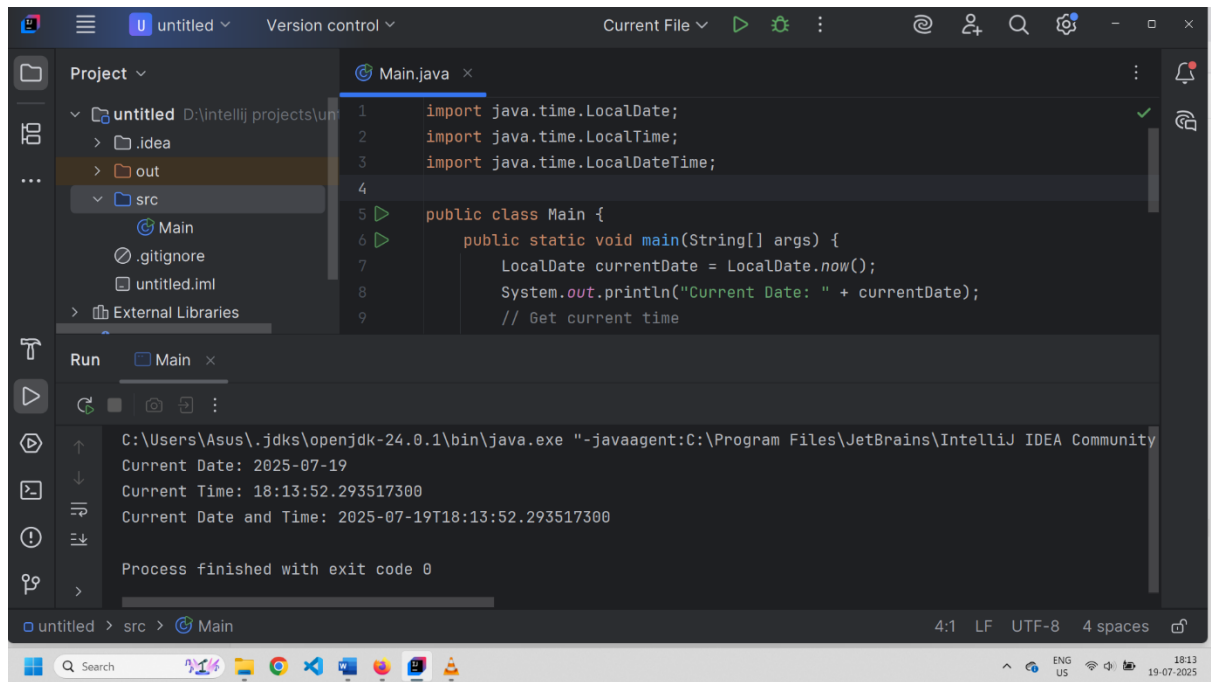 U untitled Version control Current File
Project
Main.java
untitled D:\intellij projects\un
.idea
out
src
Main
.gitignore
untitled.iml
External Libraries
1 import java.time.LocalDate;
2 import java.time.LocalTime;
3 import java.time.LocalDateTime;
4
5 public class Main {
6 public static void main(String[] args) {
7 LocalDate currentDate = LocalDate.now();
8 System.out.println("Current Date: " + currentDate);
9 // Get current time
Run Main
C:\Users\Asus\.jdks\openjdk-24.0.1\bin\java.exe "-javaagent:C:\Program Files\JetBrains\IntelliJ IDEA Community
Current Date: 2025-07-19
Current Time: 18:13:52.293517300
Current Date and Time: 2025-07-19T18:13:52.293517300
Process finished with exit code 0
untitled > src > Main 4:1 LF UTF-8 4 spaces
Search
ENG
US
18:13
19-07-2025